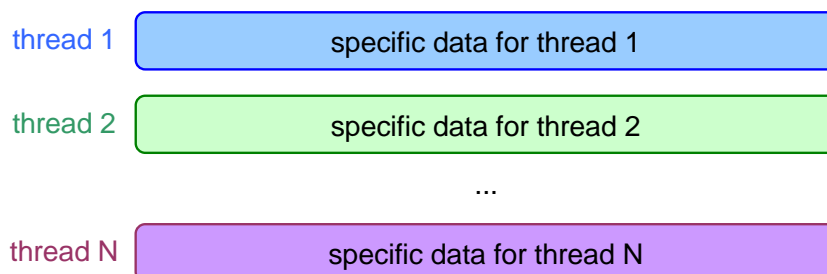 thread 1 specific data for thread 1
thread 2 specific data for thread 2
...
thread N specific data for thread N